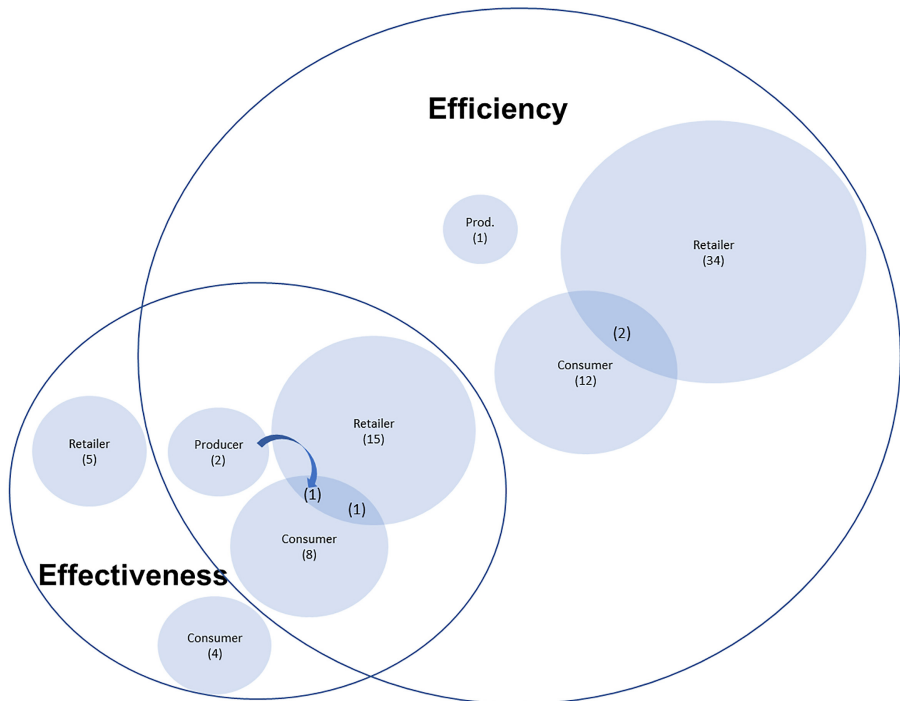 Efficiency
Prod.
(1)
Retailer
(34)
(2)
Consumer
(12)
Retailer
(15)
Retailer
(5)
Producer
(2)
(1)
(1)
Consumer
(8)
Effectiveness
Consumer
(4)